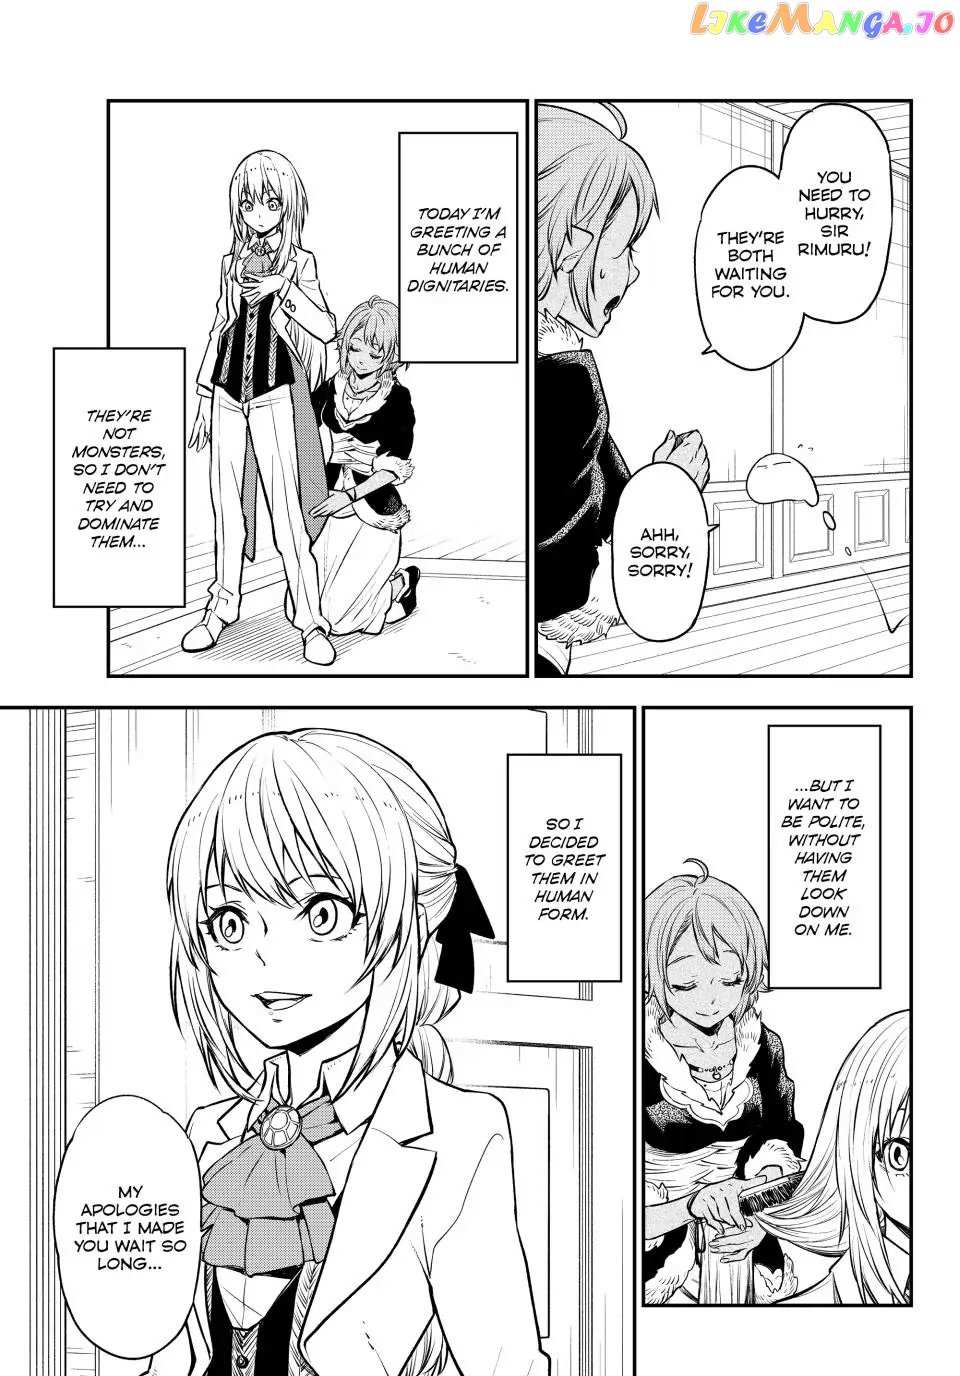 LIKEMANGA.IO
YOU
NEED TO
HURRY,
SIR
RIMURU!
THEY'RE
BOTH
WAITING
FOR YOU.
AHH,
SORRY,
SORRY!
TODAY I'M
GREETING A
BUNCH OF
HUMAN
DIGNITARIES.
THEY'RE
NOT
MONSTERS,
SO I DON'T
NEED TO
TRY AND
DOMINATE
THEM...
...BUT I
WANT TO
BE POLITE,
WITHOUT
HAVING
THEM
LOOK
DOWN
ON ME.
SO I
DECIDED
TO GREET
THEM IN
HUMAN
FORM.
MY
APOLOGIES
THAT I MADE
YOU WAIT SO
LONG...